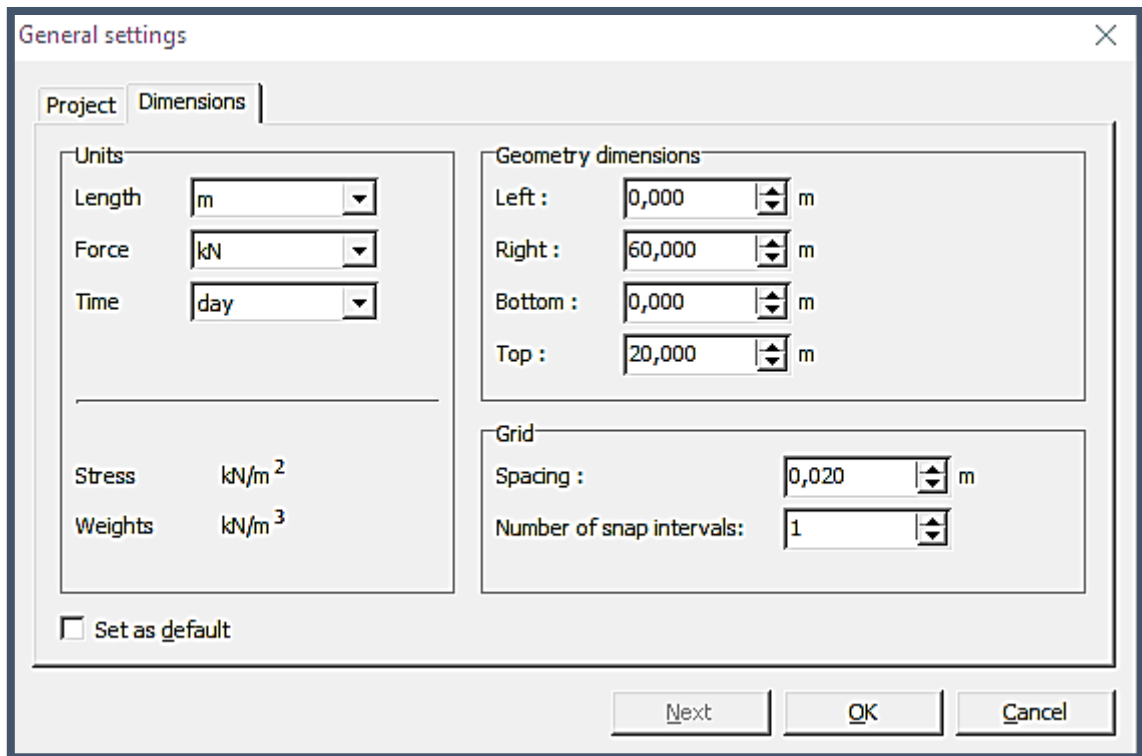 General settings
Project Dimensions
Units
Length m
Force kN
Time day
Stress kN/m²
Weights kN/m³
Geometry dimensions
Left : 0,000 m
Right : 60,000 m
Bottom : 0,000 m
Top : 20,000 m
Grid
Spacing : 0,020 m
Number of snap intervals: 1
Set as default
Next OK Cancel